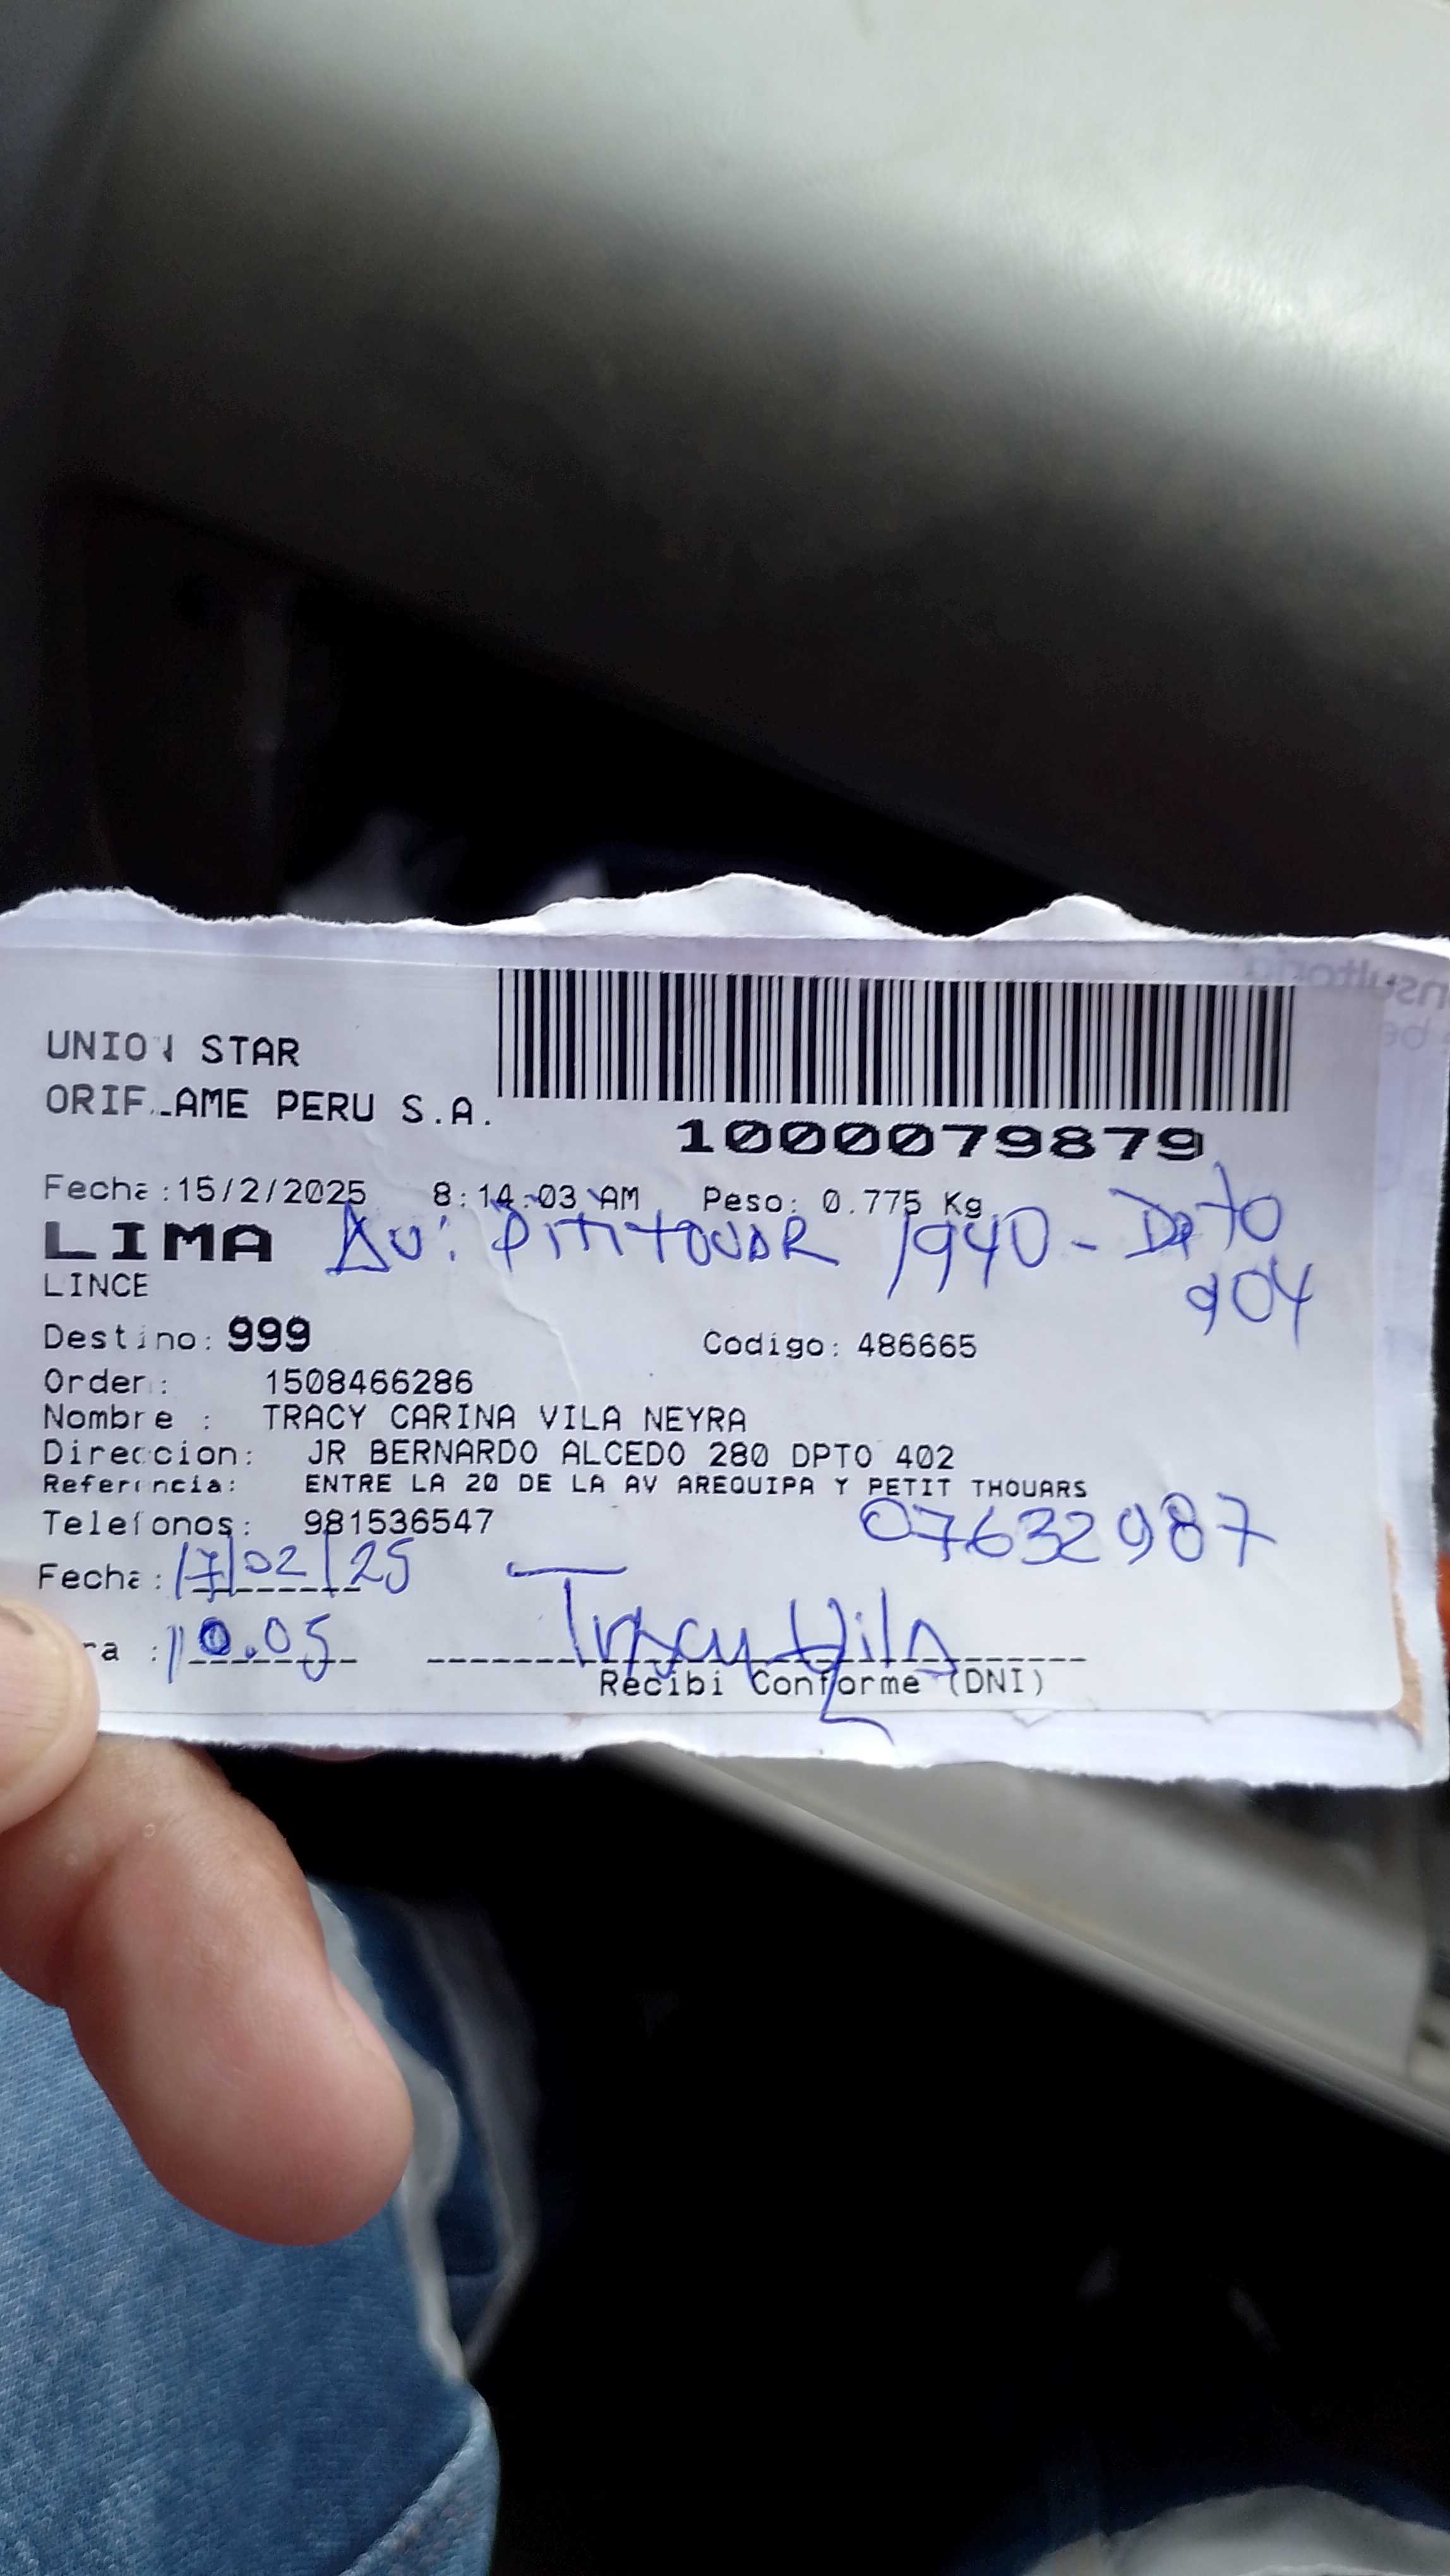 UNION STAR
ORIFLAME PERU S.A.
1000079879
Fecha :15/2/2025 8:14:03 AM Peso: 0.775 Kg.
LIMA AV: PITITOUAR 1940 - Dpto
904
LINCE
Destino: 999 Codigo: 486665
Orden: 1508466286
Nombre : TRACY CARINA VILA NEYRA
Direccion: JR BERNARDO ALCEDO 280 DPTO 402
Referencia: ENTRE LA 20 DE LA AV AREQUIPA Y PETIT THOUARS
Telefonos: 981536547 07632987
Fecha: 17/02/25
ra : 10.05 Tracy Vila
Recibi Conforme (DNI)